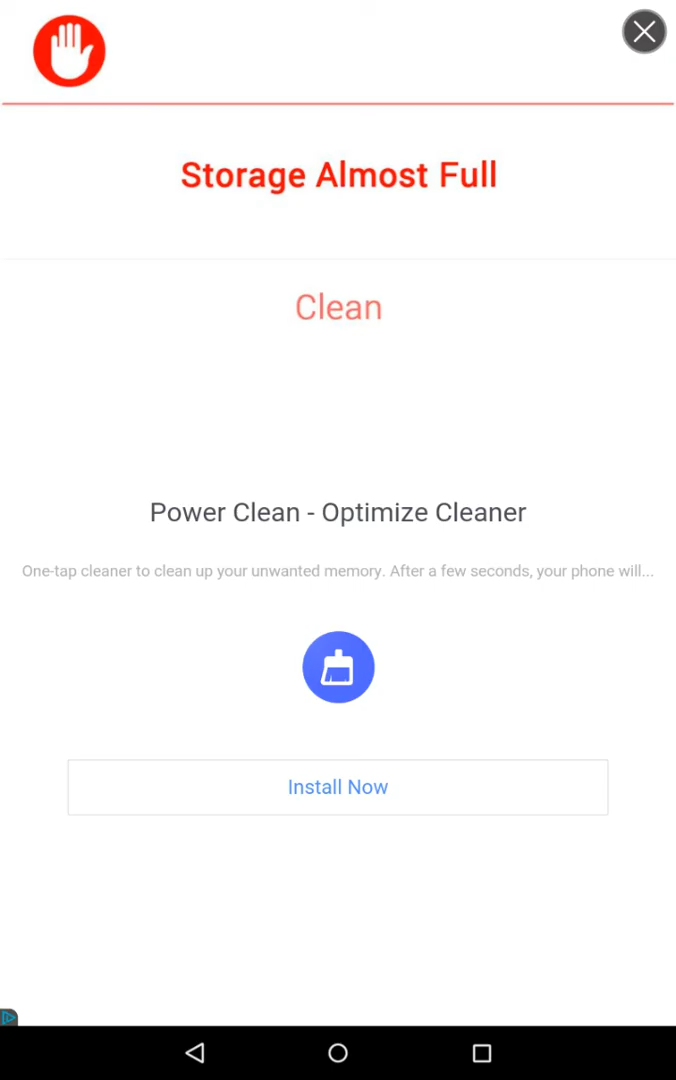 Storage Almost Full
Clean
Power Clean - Optimize Cleaner
One-tap cleaner to clean up your unwanted memory. After a few seconds, your phone will...
Install Now